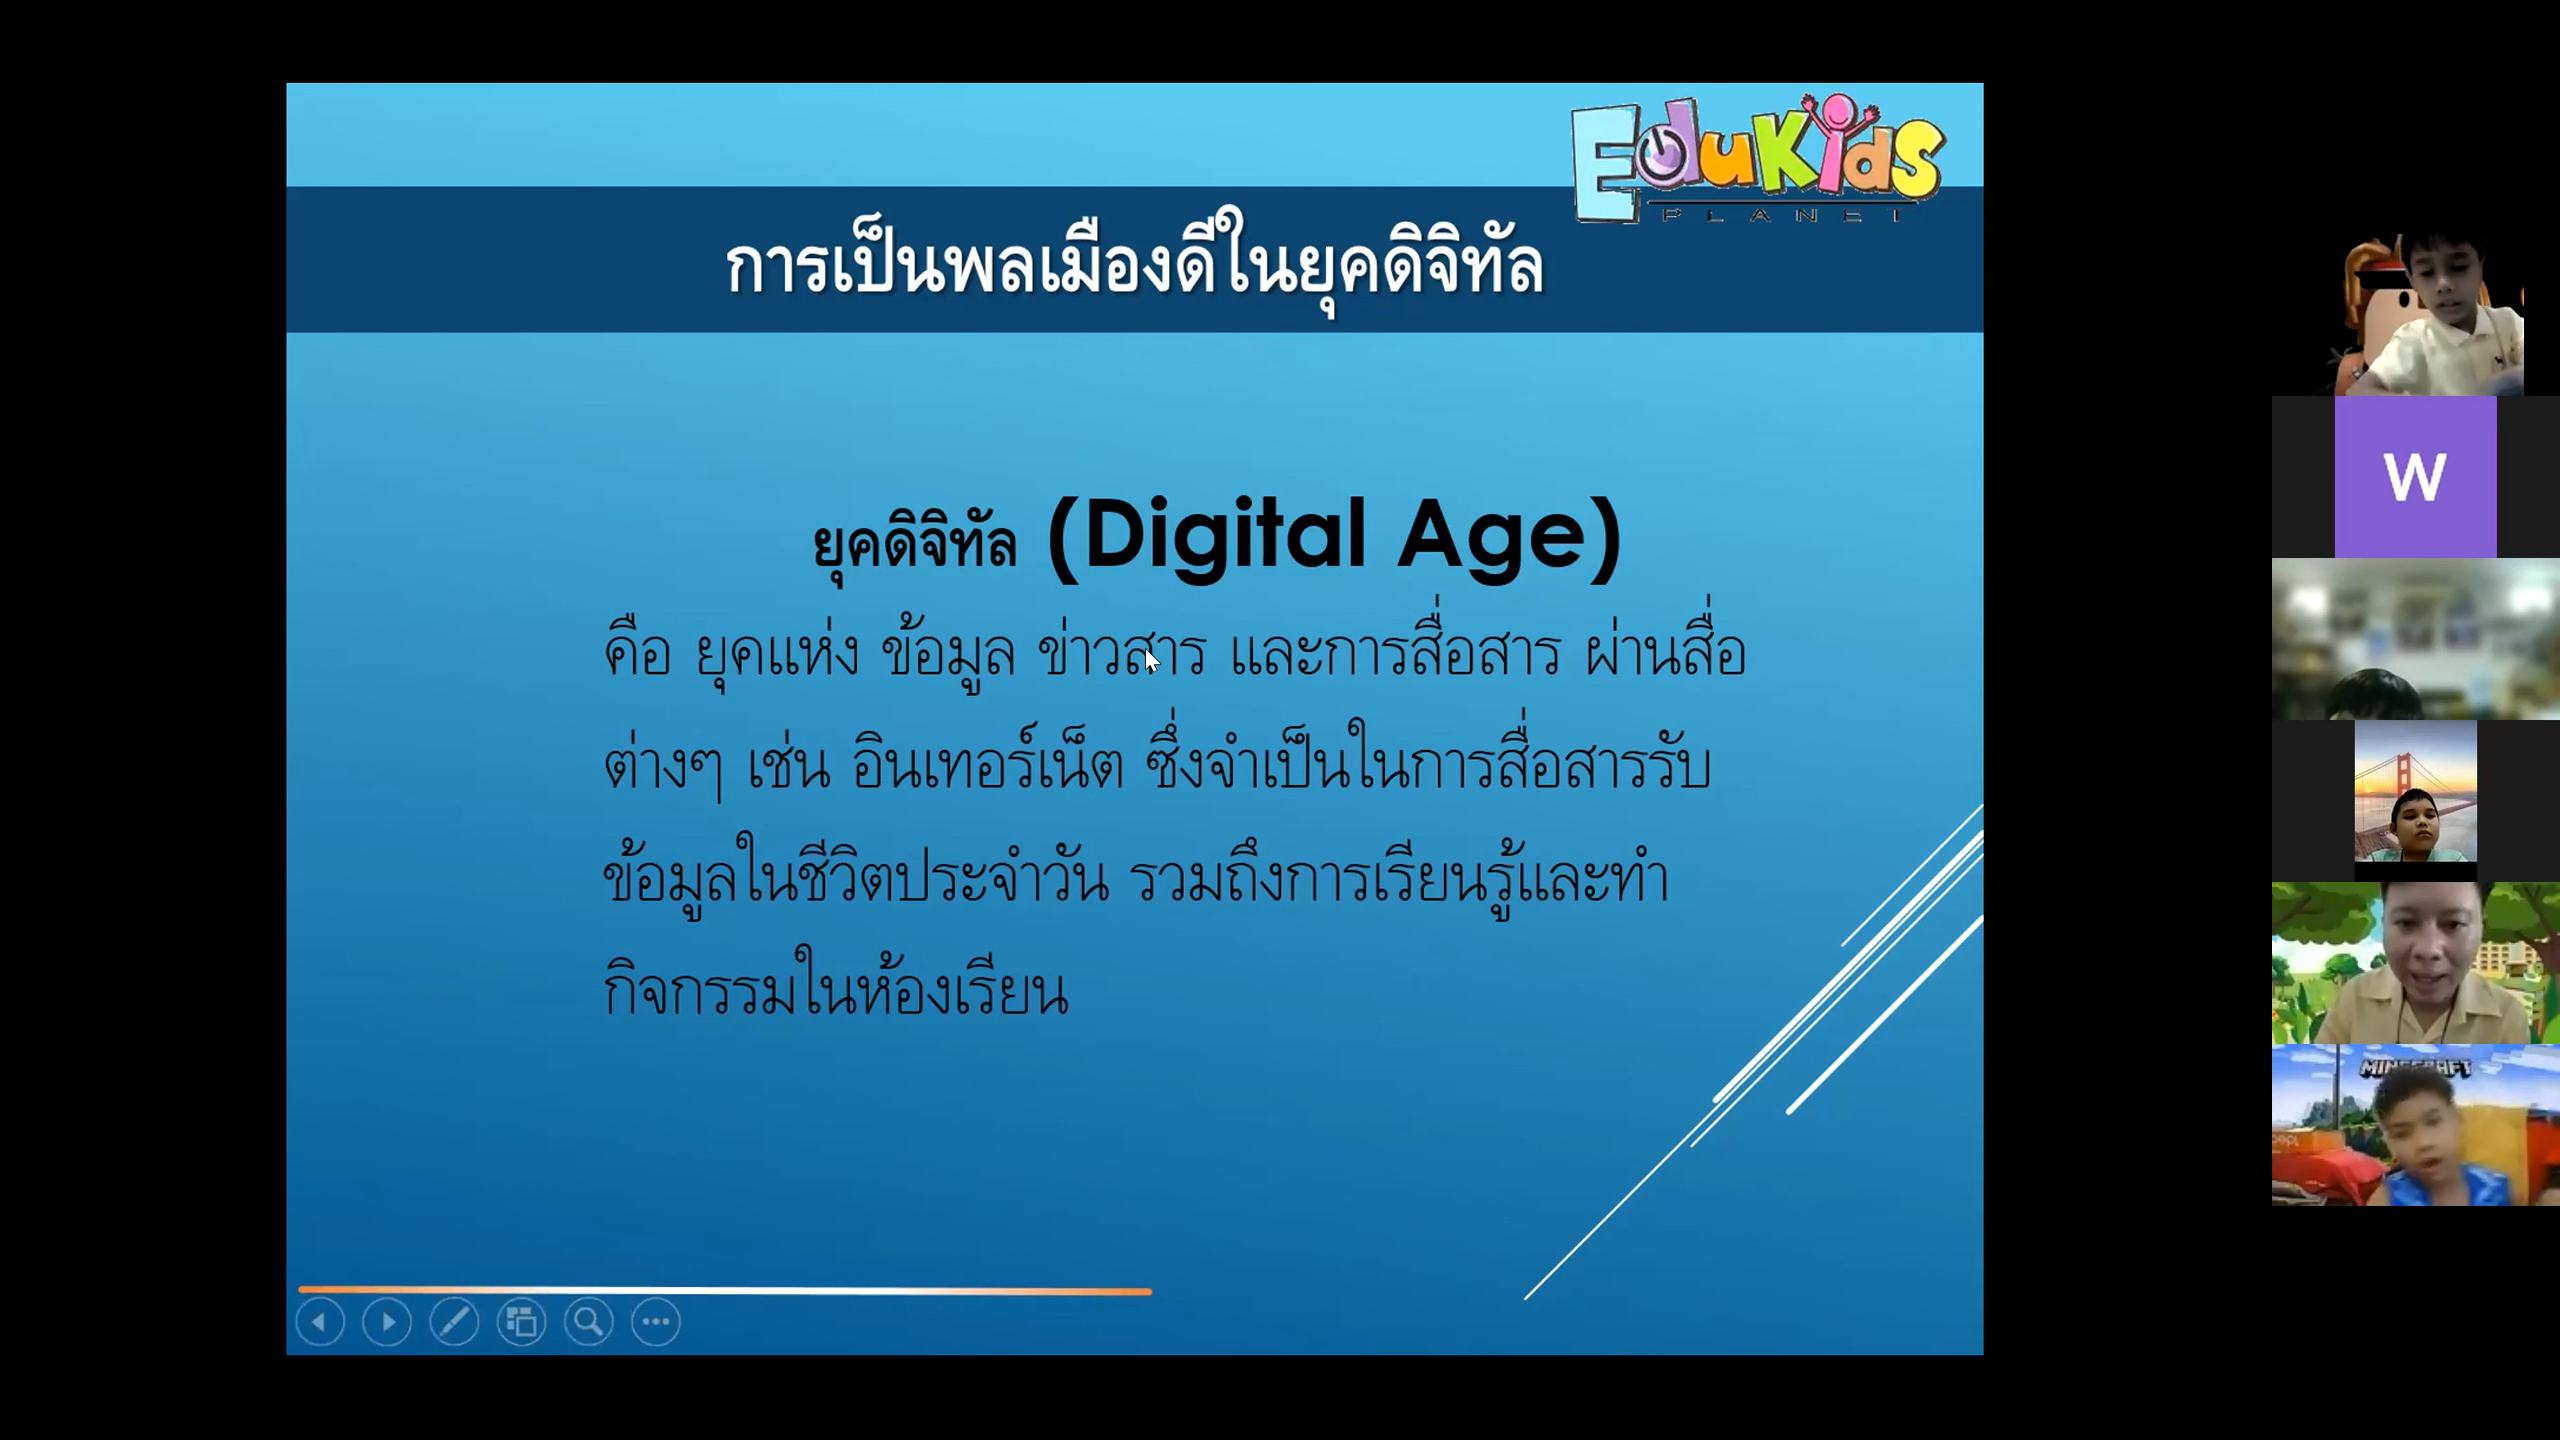 EduKids
PLANET
การเป็นพลเมืองดีในยุคดิจิทัล
ยุคดิจิทัล (Digital Age)
คือ ยุคแห่ง ข้อมูล ข่าวสาร และการสื่อสาร ผ่านสื่อ
ต่างๆ เช่น อินเทอร์เน็ต ซึ่งจำเป็นในการสื่อสารรับ
ข้อมูลในชีวิตประจำวัน รวมถึงการเรียนรู้และทำ
กิจกรรมในห้องเรียน
W
MINECRAFT